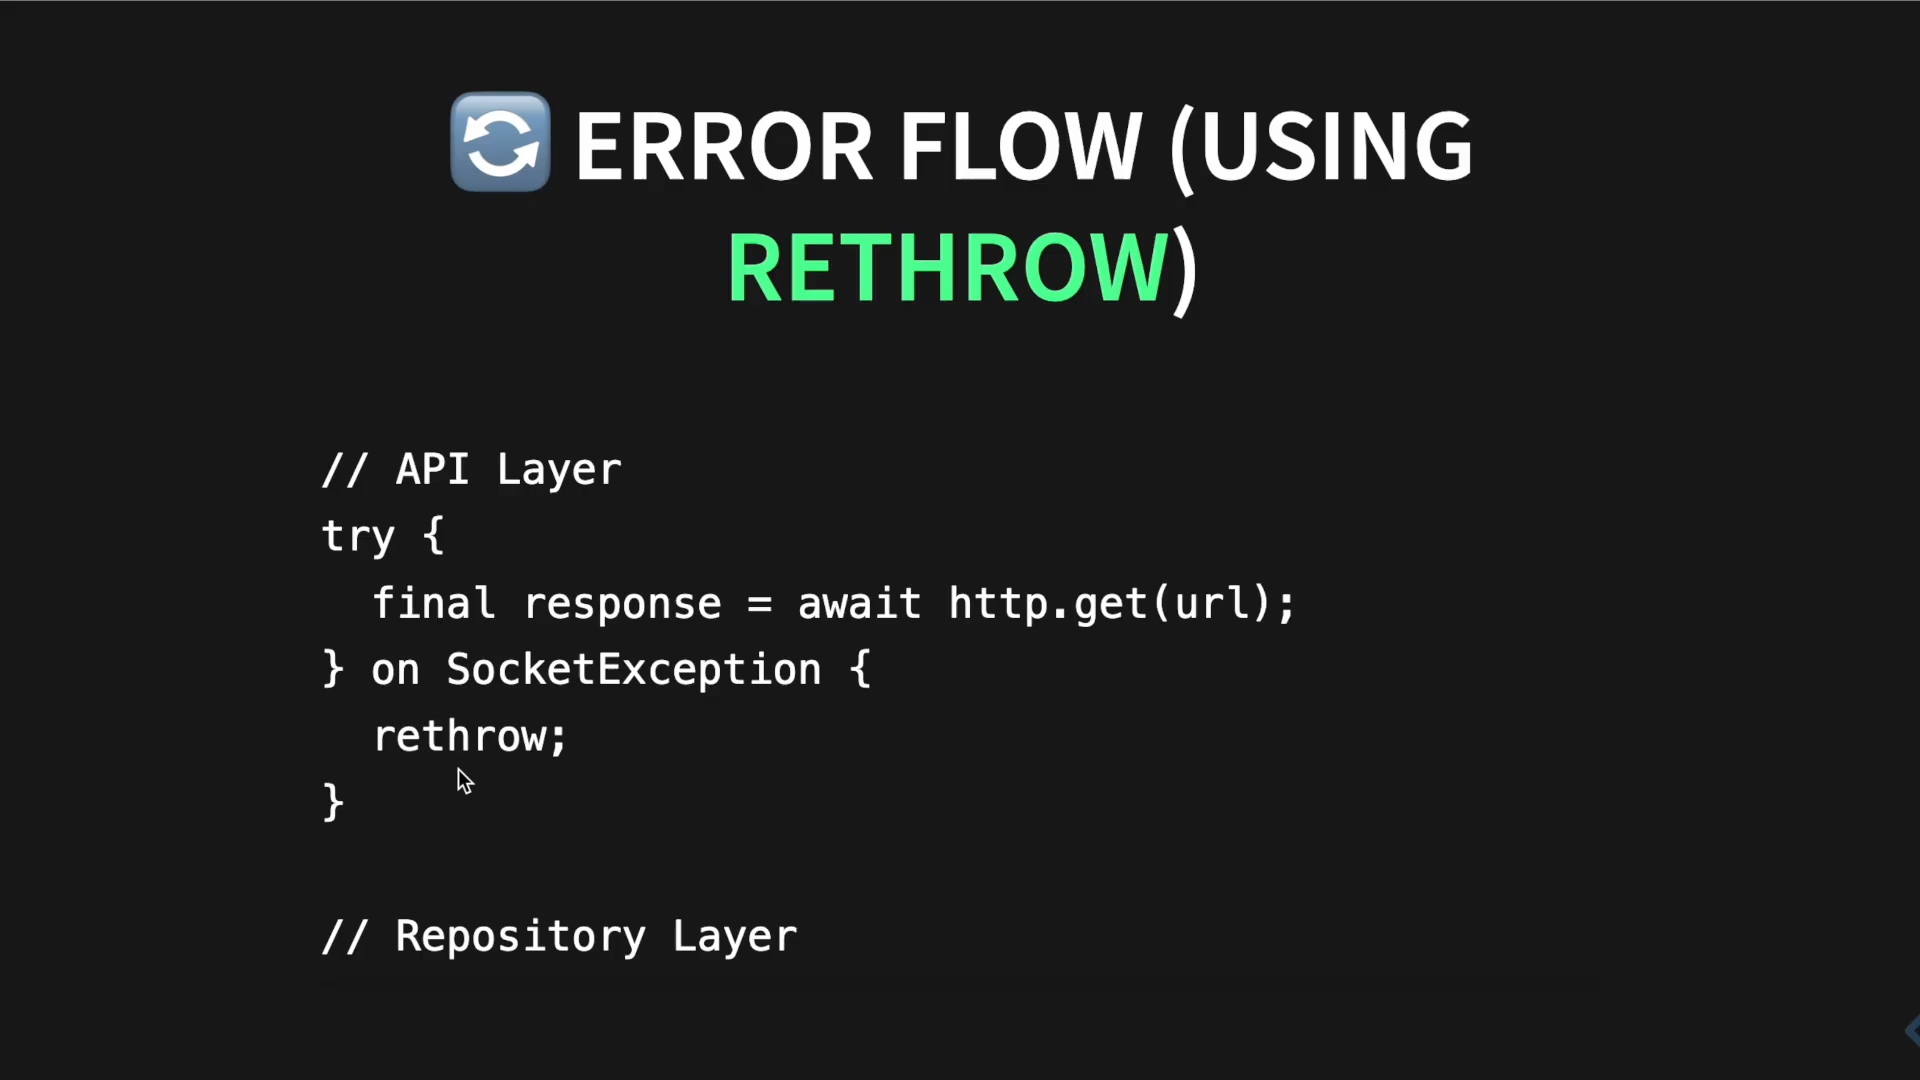 ERROR FLOW (USING
RETHROW)
// API Layer
try {
  final response = await http.get(url);
} on SocketException {
  rethrow;
}
// Repository Layer